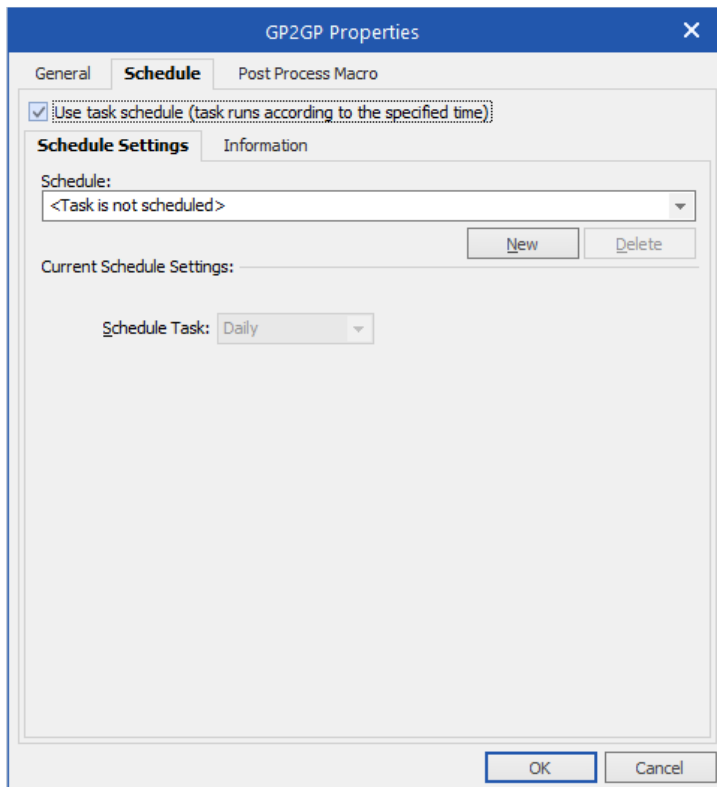 GP2GP Properties
General Schedule Post Process Macro
Use task schedule (task runs according to the specified time)
Schedule Settings Information
Schedule:
<Task is not scheduled>
New Delete
Current Schedule Settings:
Schedule Task: Daily
OK Cancel